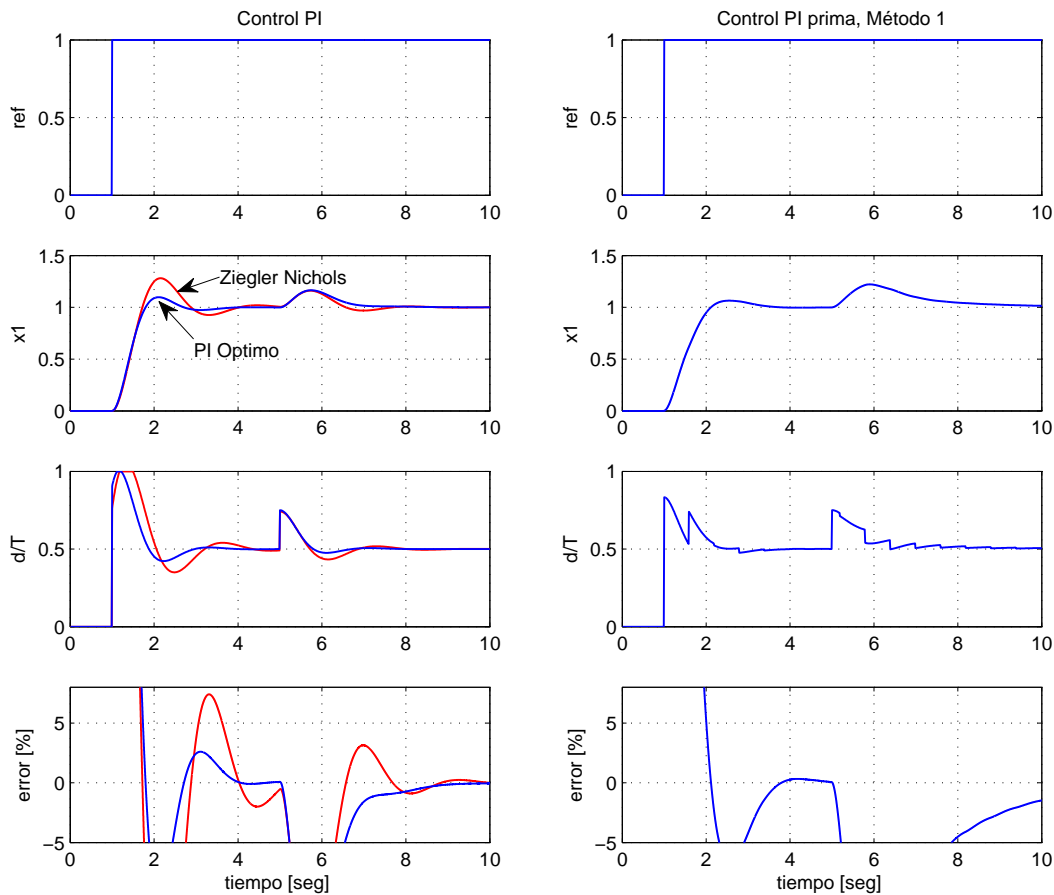 Control PI
1
0.5
0
ref
0 2 4 6 8 10
1.5
1
0.5
0
x1
Ziegler Nichols
PI Optimo
0 2 4 6 8 10
1
0.5
0
d/T
0 2 4 6 8 10
5
0
−5
error [%]
0 2 4 6 8 10
tiempo [seg]
Control PI prima, Método 1
1
0.5
0
ref
0 2 4 6 8 10
1.5
1
0.5
0
x1
0 2 4 6 8 10
1
0.5
0
d/T
0 2 4 6 8 10
5
0
−5
error [%]
0 2 4 6 8 10
tiempo [seg]